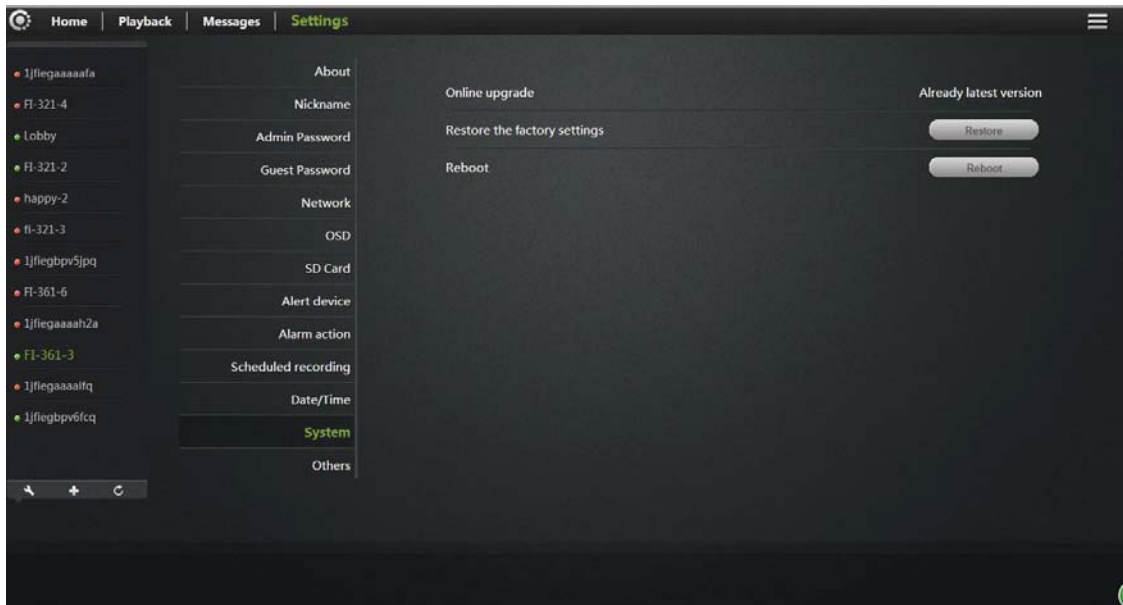 Home | Playback | Messages | Settings
1jfiegaaaaafa
FI-321-4
Lobby
FI-321-2
happy-2
fi-321-3
1jfiegbpv5jpq
FI-361-6
1jfiegaaaah2a
FI-361-3
1jfiegaaaaifq
1jfiegbpv6fcq
About
Nickname
Admin Password
Guest Password
Network
OSD
SD Card
Alert device
Alarm action
Scheduled recording
Date/Time
System
Others
Online upgrade Already latest version
Restore the factory settings Restore
Reboot Reboot